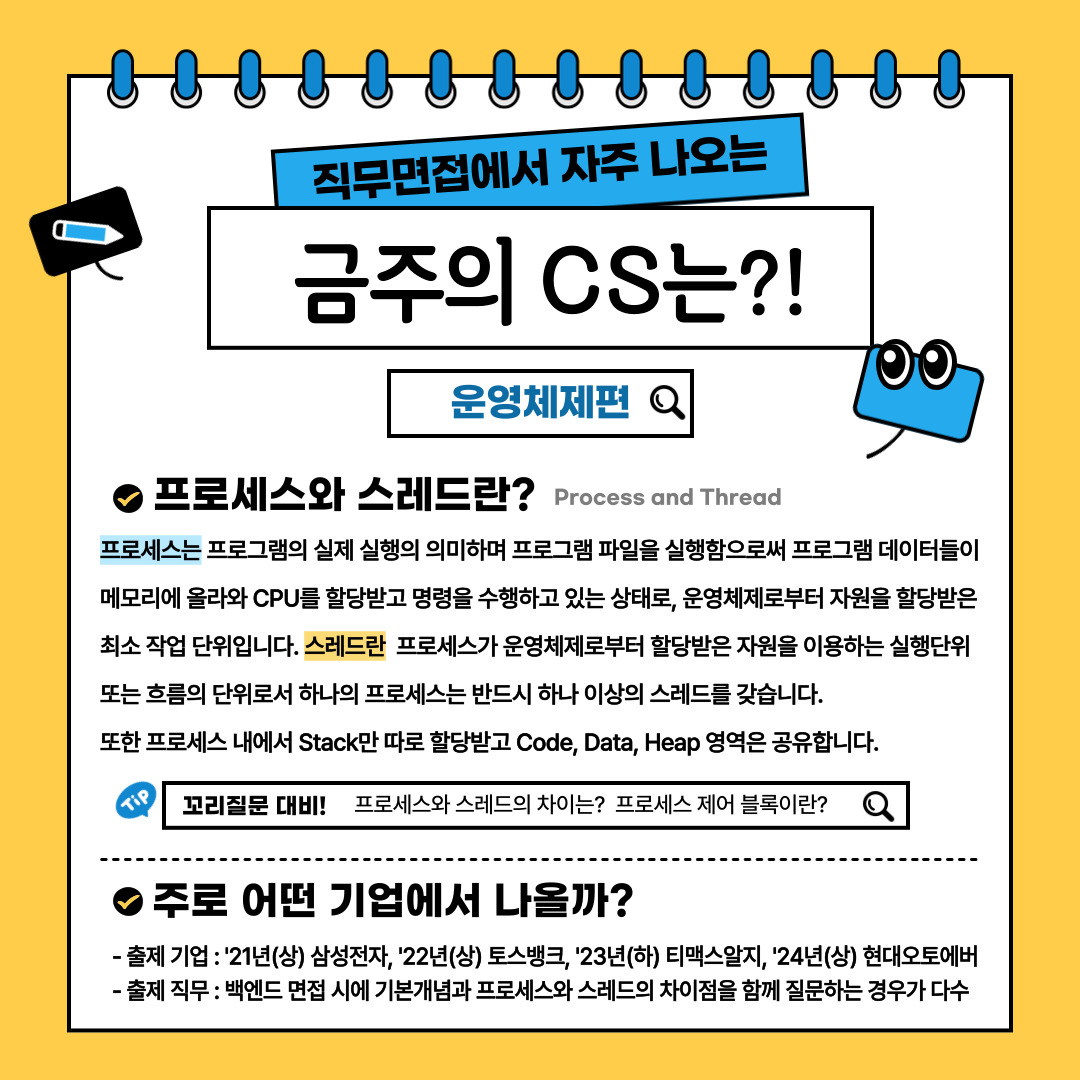 직무면접에서 자주 나오는
금주의 CS는?!
운영체제편
프로세스와 스레드란? Process and Thread
프로세스는 프로그램의 실제 실행의 의미하며 프로그램 파일을 실행함으로써 프로그램 데이터들이
메모리에 올라와 CPU를 할당받고 명령을 수행하고 있는 상태로, 운영체제로부터 자원을 할당받은
최소 작업 단위입니다. 스레드란 프로세스가 운영체제로부터 할당받은 자원을 이용하는 실행단위
또는 흐름의 단위로서 하나의 프로세스는 반드시 하나 이상의 스레드를 갖습니다.
또한 프로세스 내에서 Stack만 따로 할당받고 Code, Data, Heap 영역은 공유합니다.
Tip 꼬리질문 대비! 프로세스와 스레드의 차이는? 프로세스 제어 블록이란?
주로 어떤 기업에서 나올까?
- 출제 기업 : '21년(상) 삼성전자, '22년(상) 토스뱅크, '23년(하) 티맥스알지, '24년(상) 현대오토에버
- 출제 직무 : 백엔드 면접 시에 기본개념과 프로세스와 스레드의 차이점을 함께 질문하는 경우가 다수